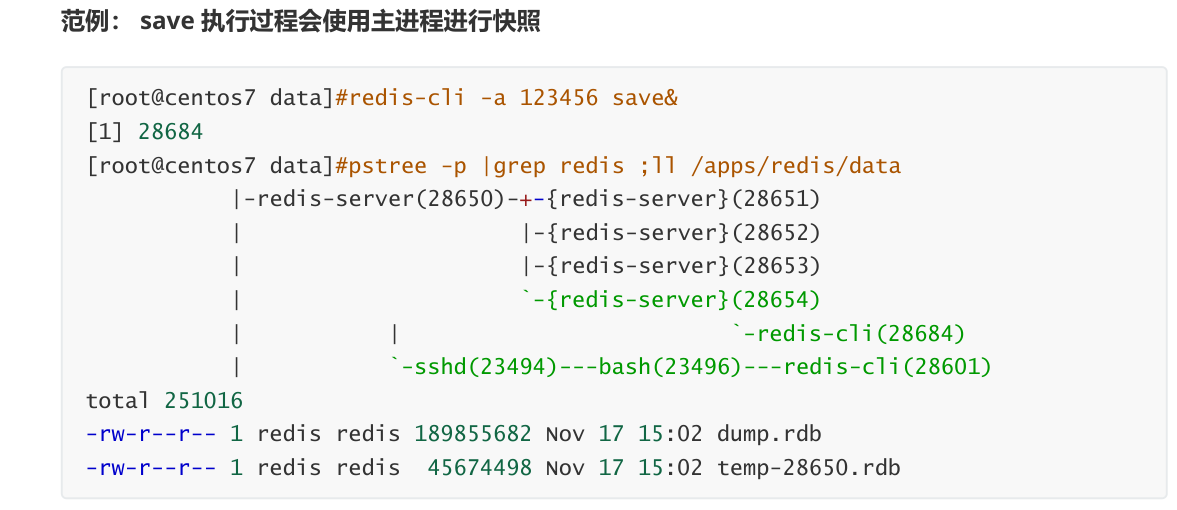 范例： save 执行过程会使用主进程进行快照
[root@centos7 data]#redis-cli -a 123456 save&
[1] 28684
[root@centos7 data]#pstree -p |grep redis ;ll /apps/redis/data
           |-redis-server(28650)-+-{redis-server}(28651)
           |                     |-{redis-server}(28652)
           |                     |-{redis-server}(28653)
           |                     `-{redis-server}(28654)
           |           |                         `-redis-cli(28684)
           |           `-sshd(23494)---bash(23496)---redis-cli(28601)
total 251016
-rw-r--r-- 1 redis redis 189855682 Nov 17 15:02 dump.rdb
-rw-r--r-- 1 redis redis  45674498 Nov 17 15:02 temp-28650.rdb